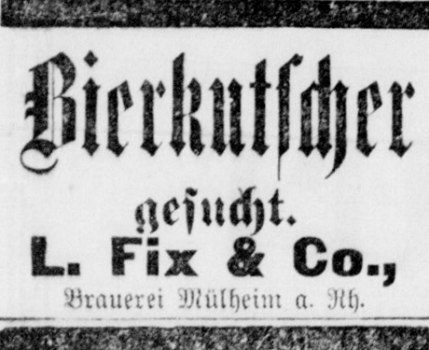 Bierkutscher
gesucht.
L. Fix & Co.,
Brauerei Mülheim a. Rh.